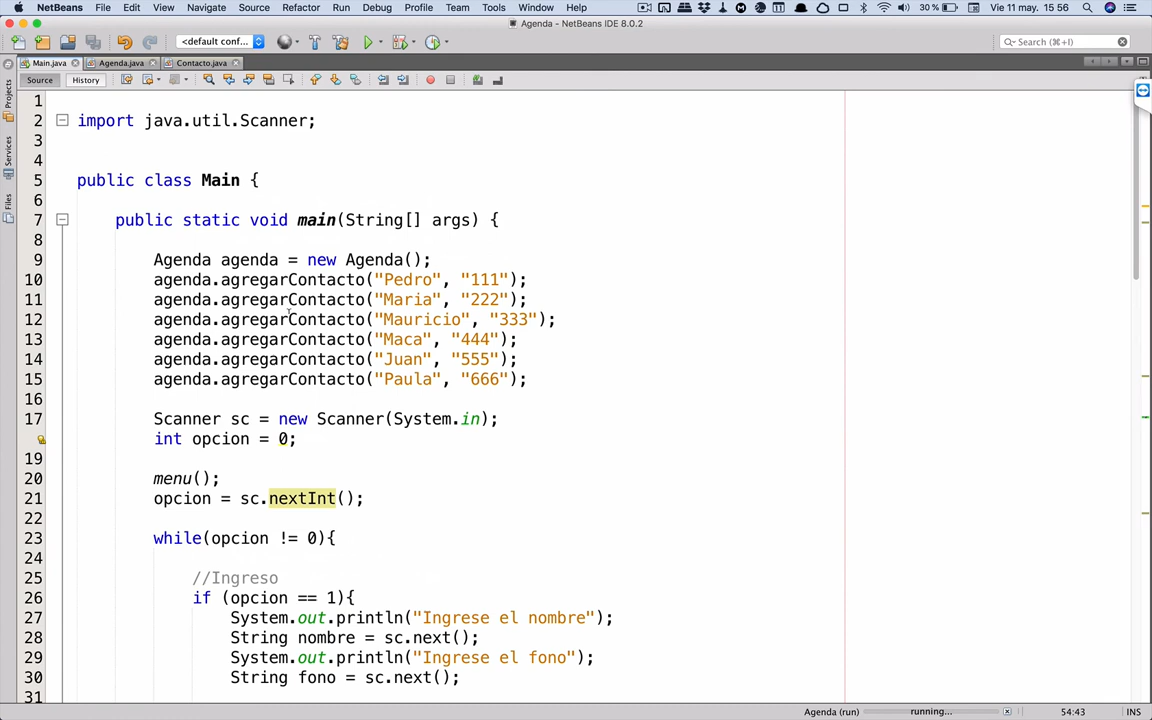 NetBeans File Edit View Navigate Source Refactor Run Debug Profile Team Tools Window Help 30 % Vie 11 may. 15 56
Agenda - NetBeans IDE 8.0.2
<default conf... Search (⌘+I)
Main.java Agenda.java Contacto.java
Source History
Projects
Services
Files
1
2 import java.util.Scanner;
3
4
5 public class Main {
6
7 public static void main(String[] args) {
8
9 Agenda agenda = new Agenda();
10 agenda.agregarContacto("Pedro", "111");
11 agenda.agregarContacto("Maria", "222");
12 agenda.agregarContacto("Mauricio", "333");
13 agenda.agregarContacto("Maca", "444");
14 agenda.agregarContacto("Juan", "555");
15 agenda.agregarContacto("Paula", "666");
16
17 Scanner sc = new Scanner(System.in);
int opcion = 0;
19
20 menu();
21 opcion = sc.nextInt();
22
23 while(opcion != 0){
24
25 //Ingreso
26 if (opcion == 1){
27 System.out.println("Ingrese el nombre");
28 String nombre = sc.next();
29 System.out.println("Ingrese el fono");
30 String fono = sc.next();
31
Agenda (run) running... 54:43 INS